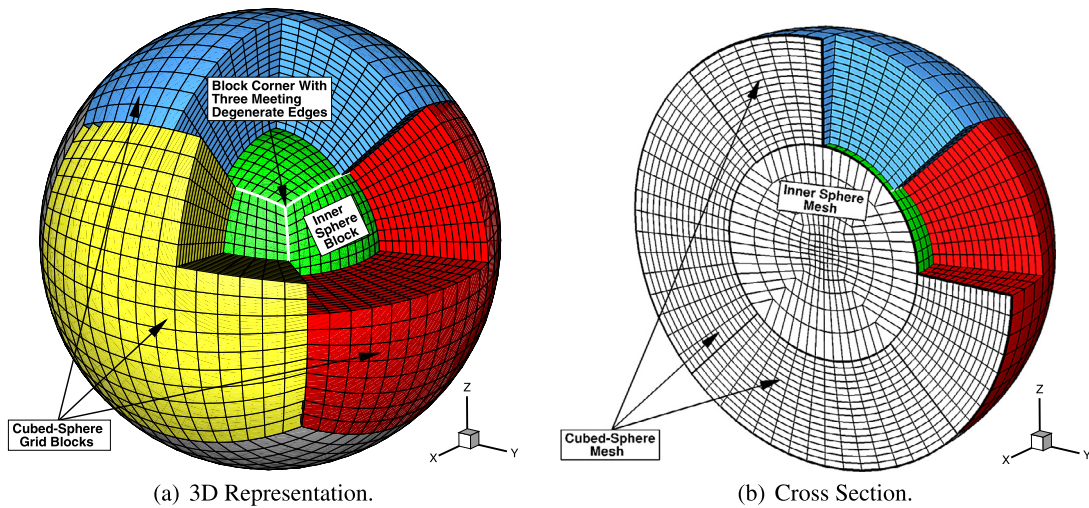 Block Corner With
Three Meeting
Degenerate Edges
Inner
Sphere
Block
Cubed-Sphere
Grid Blocks
Z
X
Y
(a) 3D Representation.
Inner Sphere
Mesh
Cubed-Sphere
Mesh
Z
X
Y
(b) Cross Section.